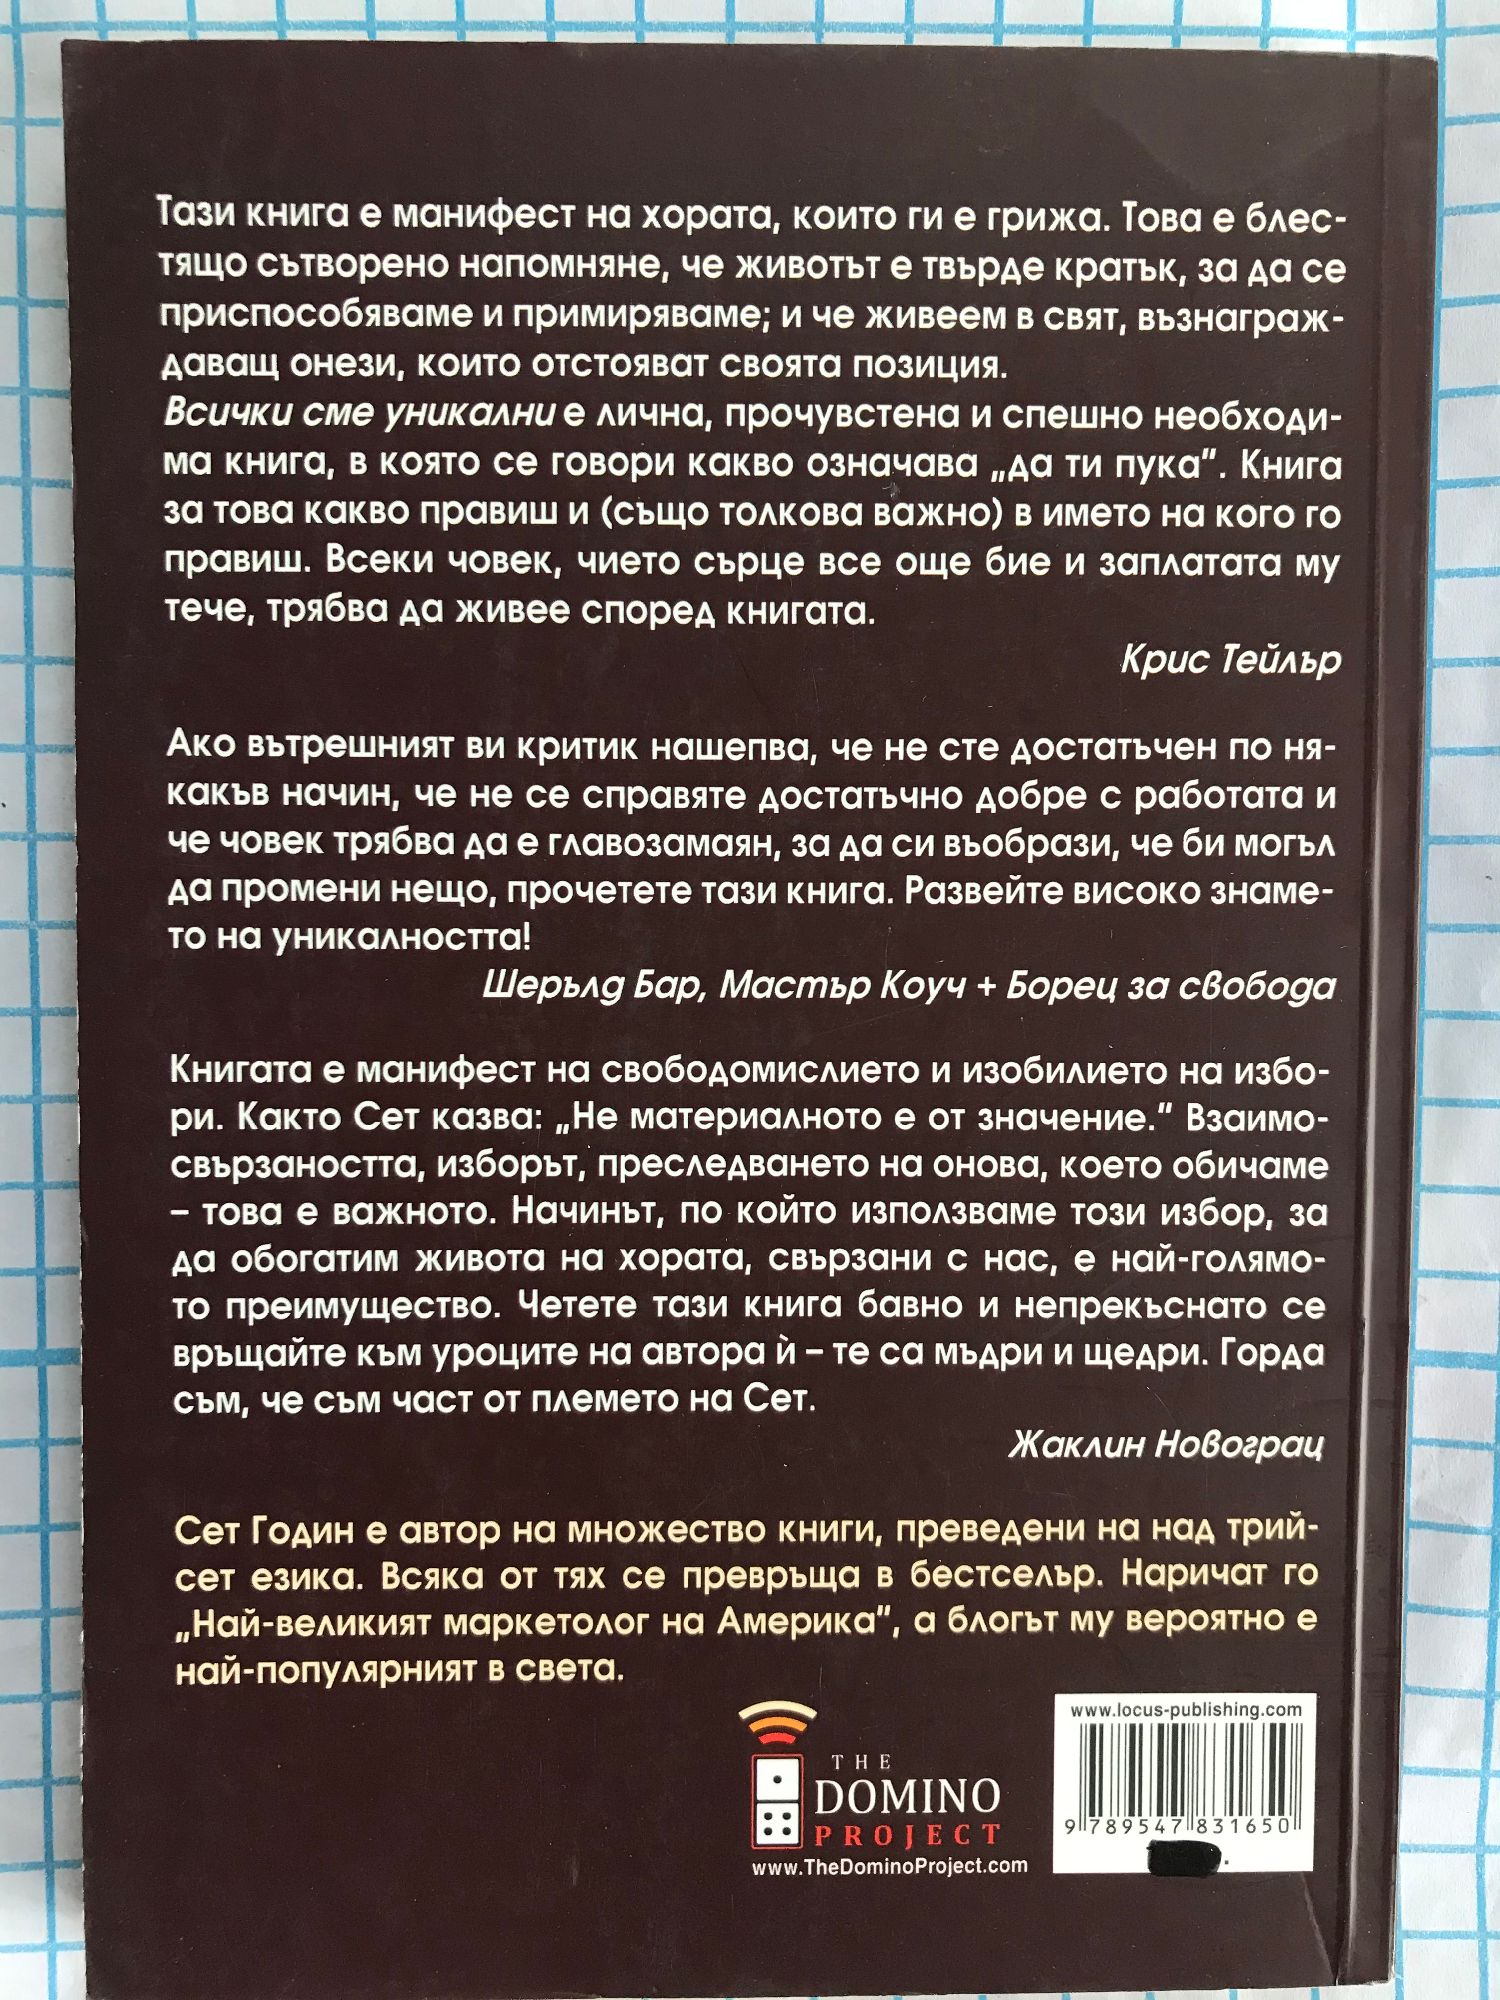 Тази книга е манифест на хората, които ги е грижа. Това е блес-
тящо сътворено напомняне, че животът е твърде кратък, за да се
приспособяваме и примиряваме; и че живеем в свят, възнаграж-
даващ онези, които отстояват своята позиция.
Всички сме уникални е лична, прочувствена и спешно необходи-
ма книга, в която се говори какво означава „да ти пука”. Книга
за това какво правиш и (също толкова важно) в името на кого го
правиш. Всеки човек, чието сърце все още бие и заплатата му
тече, трябва да живее според книгата.
Крис Тейлър
Ако вътрешният ви критик нашепва, че не сте достатъчен по ня-
какъв начин, че не се справяте достатъчно добре с работата и
че човек трябва да е главозамаян, за да си въобрази, че би могъл
да промени нещо, прочетете тази книга. Развейте високо знаме-
то на уникалността!
Шерълд Бар, Мастър Коуч + Борец за свобода
Книгата е манифест на свободомислието и изобилието на избо-
ри. Както Сет казва: „Не материалното е от значение.” Взаимо-
свързаността, изборът, преследването на онова, което обичаме
– това е важното. Начинът, по който използваме този избор, за
да обогатим живота на хората, свързани с нас, е най-голямо-
то преимущество. Четете тази книга бавно и непрекъснато се
връщайте към уроците на автора ѝ – те са мъдри и щедри. Горда
съм, че съм част от племето на Сет.
Жаклин Новограц
Сет Годин е автор на множество книги, преведени на над трий-
сет езика. Всяка от тях се превръща в бестселър. Наричат го
„Най-великият маркетолог на Америка”, а блогът му вероятно е
най-популярният в света.
www.locus-publishing.com
THE
DOMINO
PROJECT
www.TheDominoProject.com
9 789547 831650